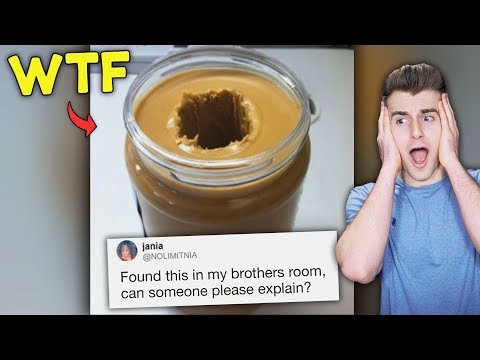 WTF
jania
@NOLIMITNIA
Found this in my brothers room,
can someone please explain?